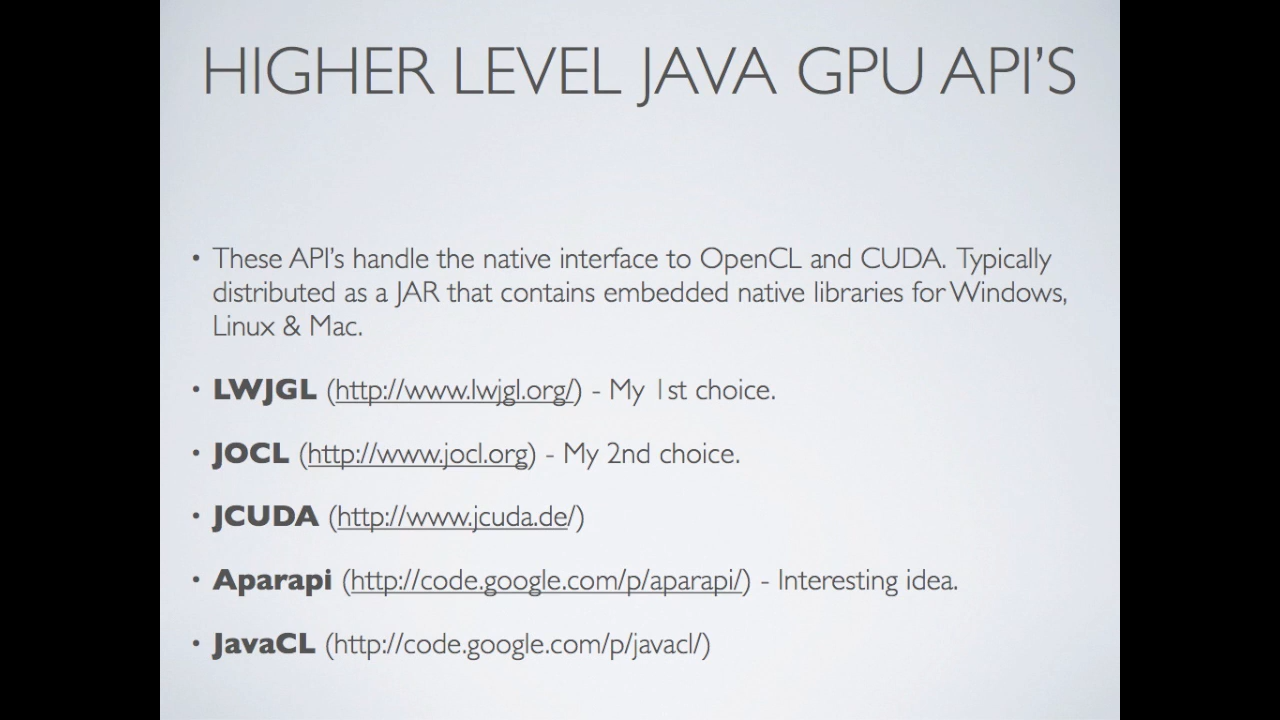 HIGHER LEVEL JAVA GPU API'S
• These API's handle the native interface to OpenCL and CUDA. Typically
distributed as a JAR that contains embedded native libraries for Windows,
Linux & Mac.
• LWJGL (http://www.lwjgl.org/) - My 1st choice.
• JOCL (http://www.jocl.org) - My 2nd choice.
• JCUDA (http://www.jcuda.de/)
• Aparapi (http://code.google.com/p/aparapi/) - Interesting idea.
• JavaCL (http://code.google.com/p/javacl/)